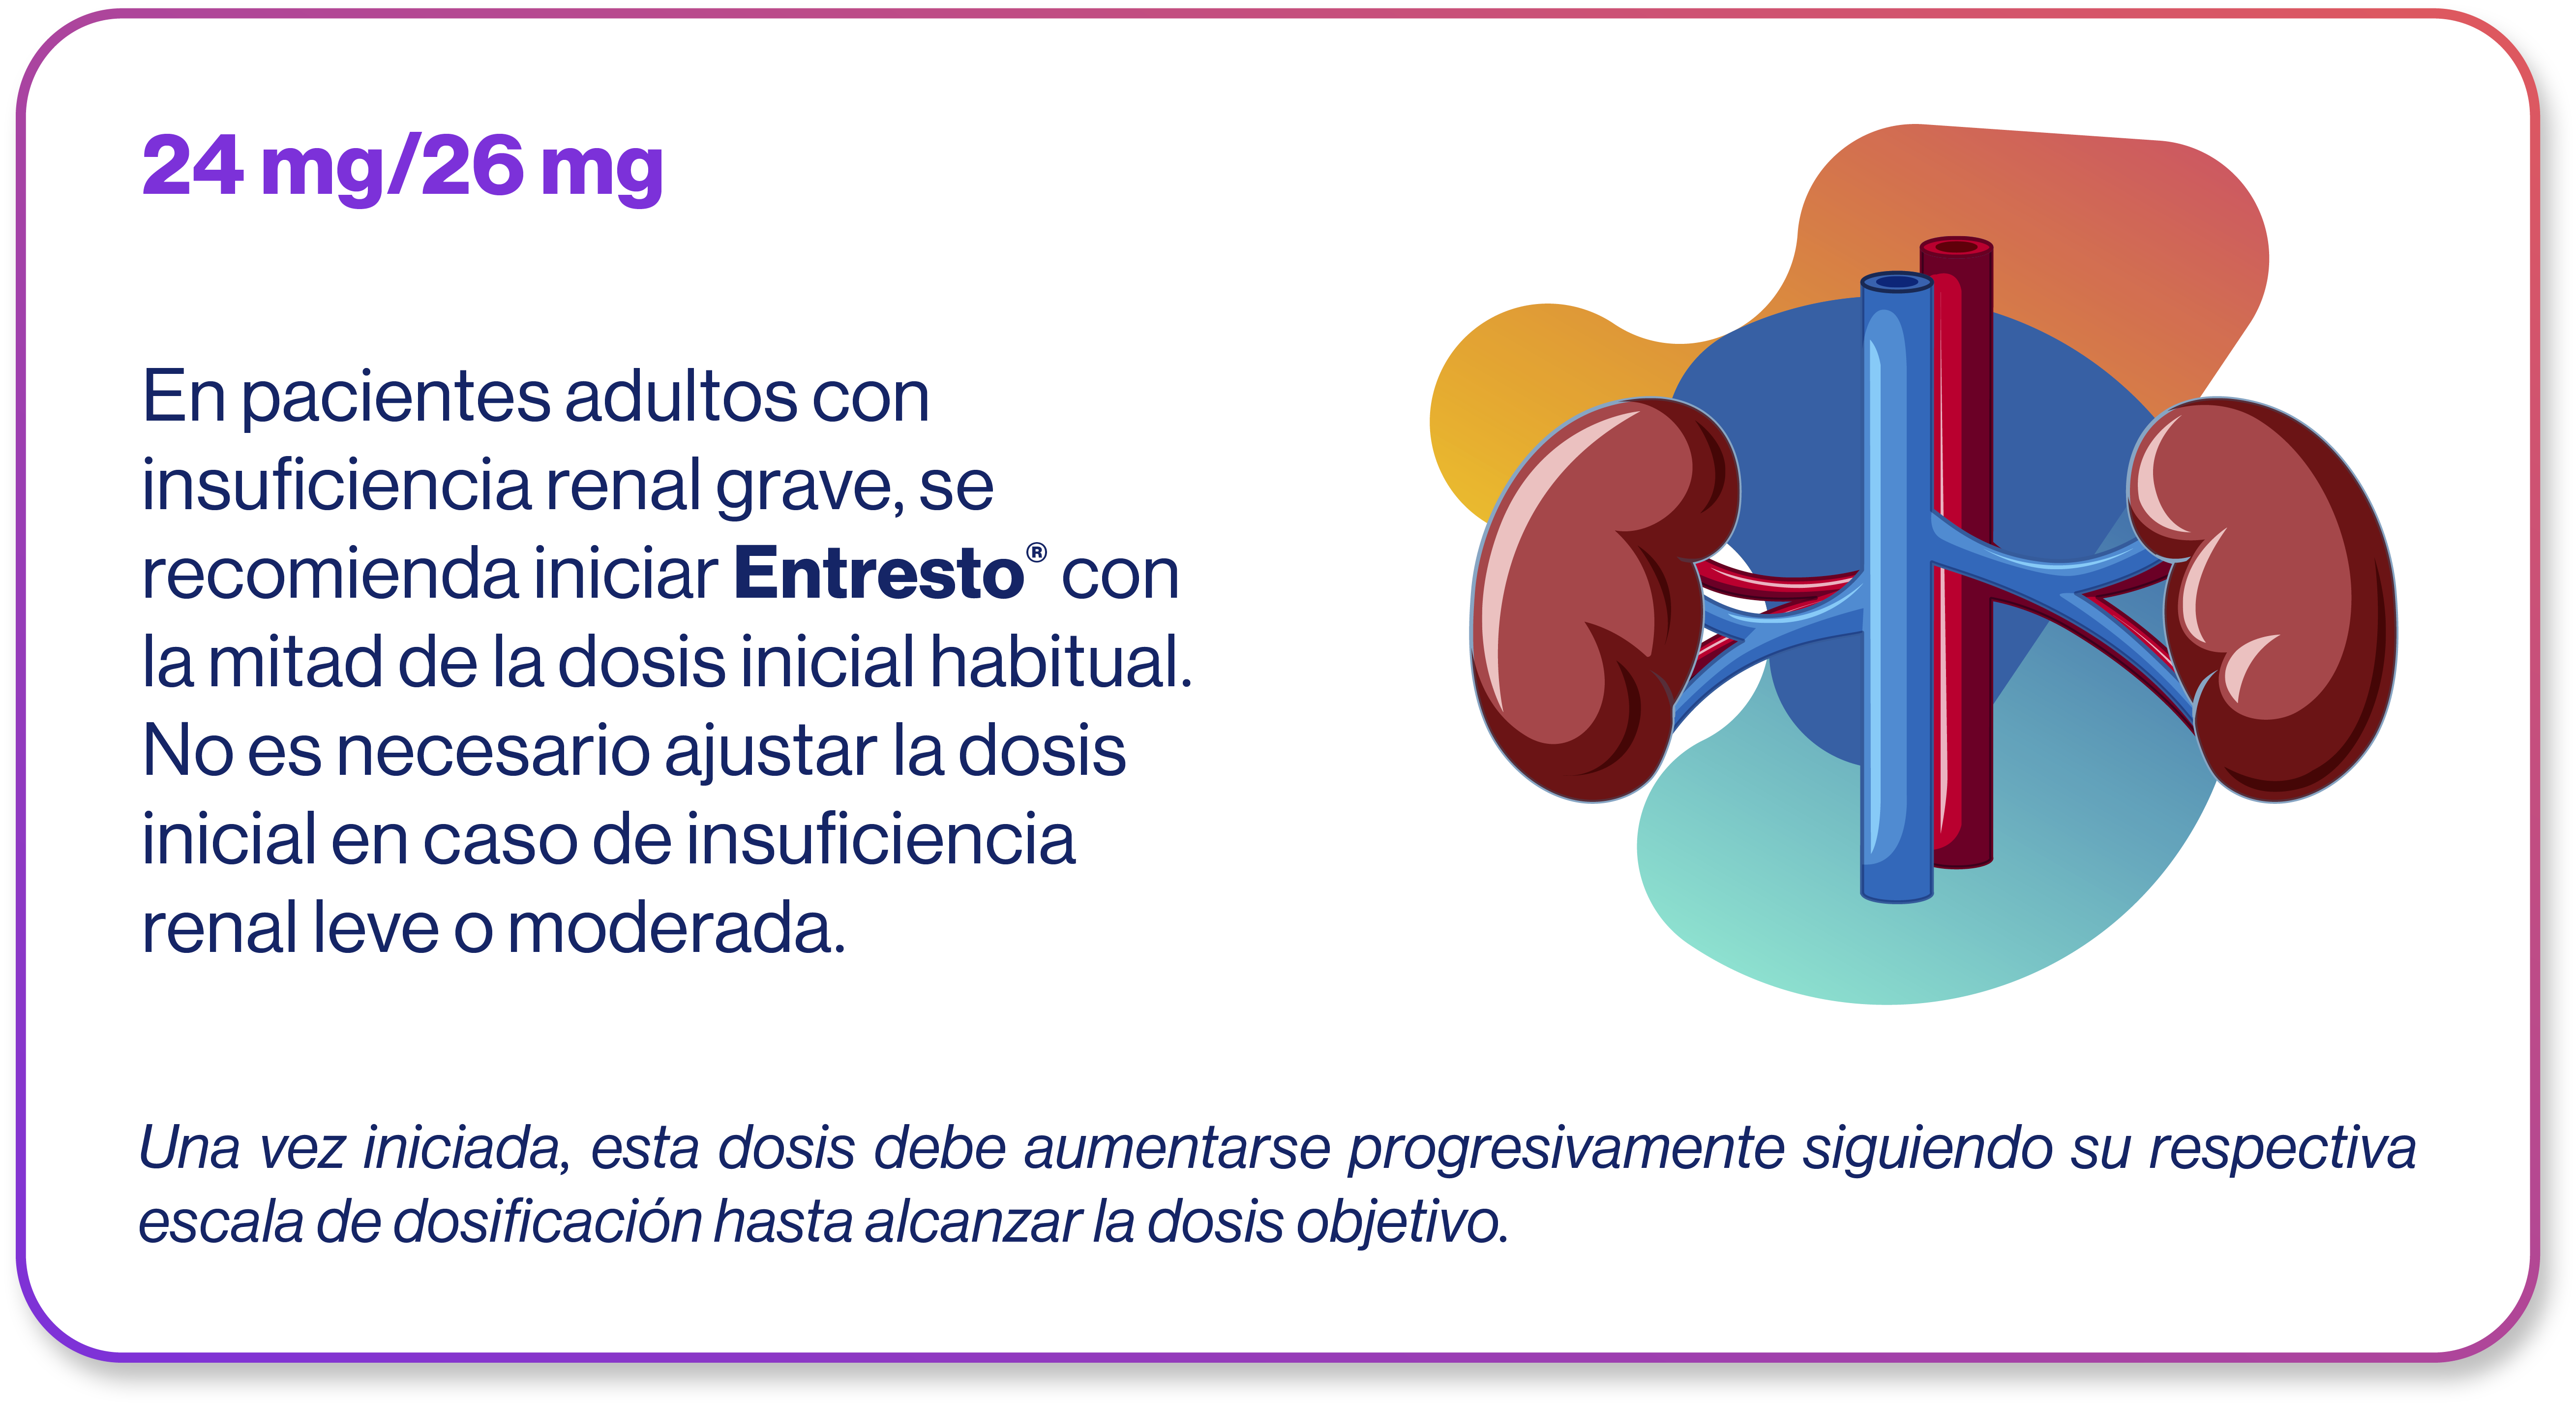 24 mg/26 mg
En pacientes adultos con
insuficiencia renal grave, se
recomienda iniciar Entresto® con
la mitad de la dosis inicial habitual.
No es necesario ajustar la dosis
inicial en caso de insuficiencia
renal leve o moderada.
Una vez iniciada, esta dosis debe aumentarse progresivamente siguiendo su respectiva
escala de dosificación hasta alcanzar la dosis objetivo.